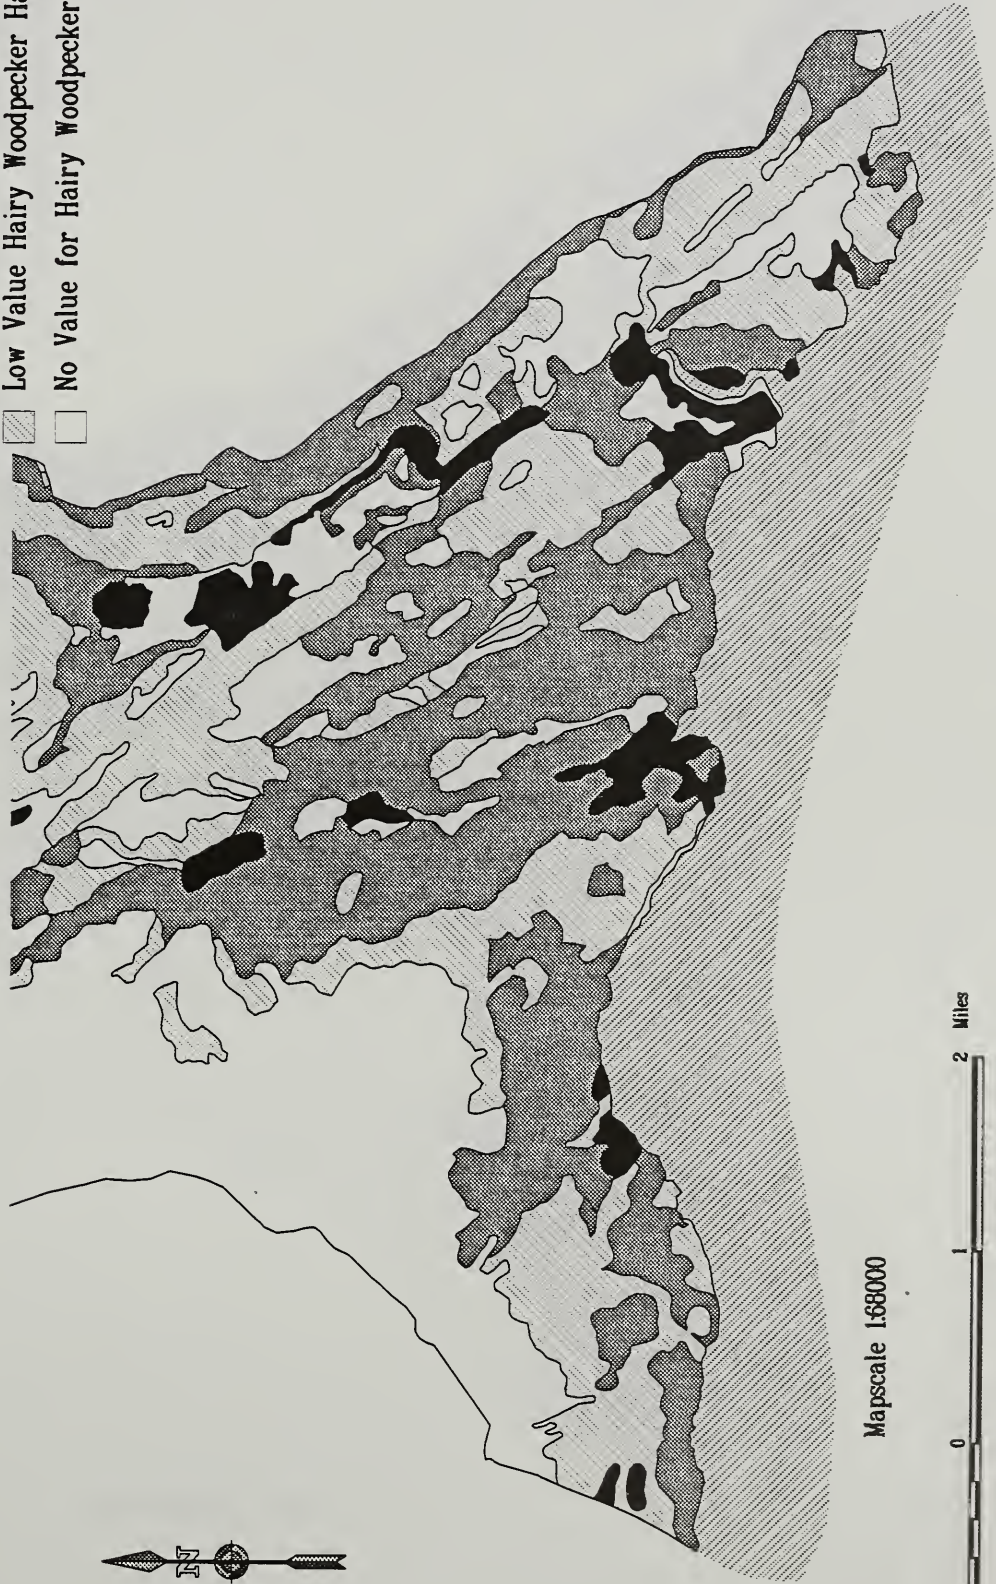 Low Value Hairy Woodpecker
No Value for Hairy Woodpecker
N
Mapscale 1:68000
0 1 2 Miles